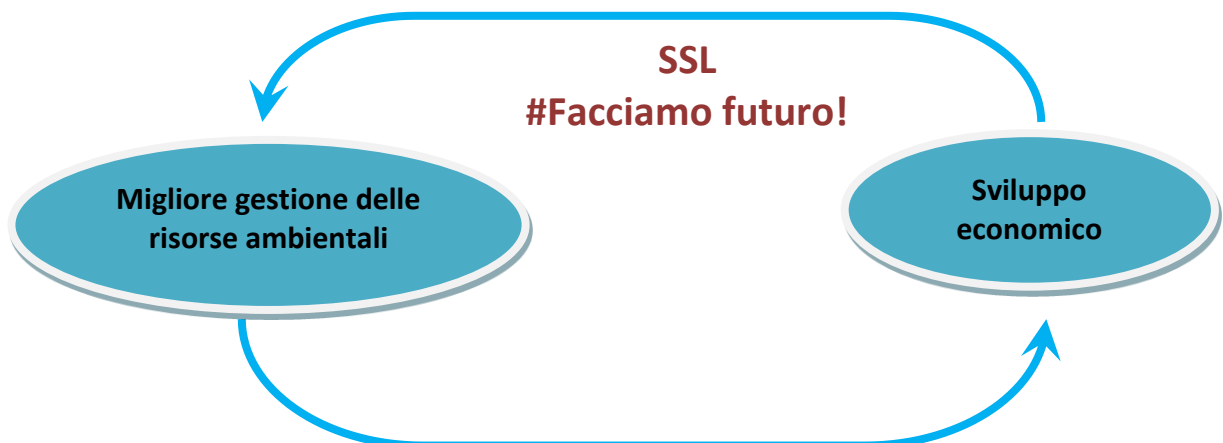 SSL
#Facciamo futuro!
Migliore gestione delle
risorse ambientali
Sviluppo
economico